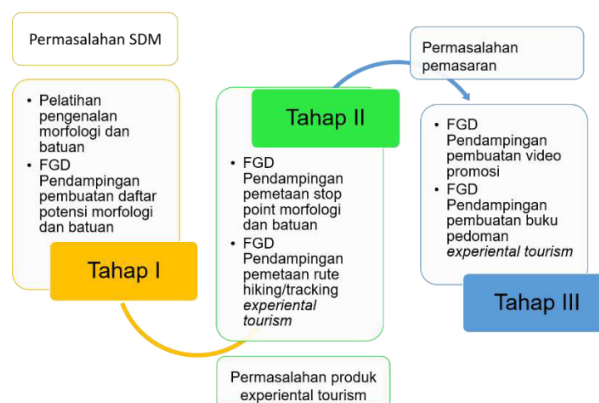 Permasalahan SDM
• Pelatihan
pengenalan
morfologi dan
batuan
• FGD
Pendampingan
pembuatan daftar
potensi morfologi
dan batuan
Tahap I
Tahap II
• FGD
Pendampingan
pemetaan stop
point morfologi dan
batuan
• FGD
Pendampingan
pemetaan rute
hiking/tracking
experiental
tourism
Permasalahan produk
experiental tourism
Permasalahan
pemasaran
• FGD
Pendampingan
pembuatan video
promosi
• FGD
Pendampingan
pembuatan buku
pedoman
experiental tourism
Tahap III